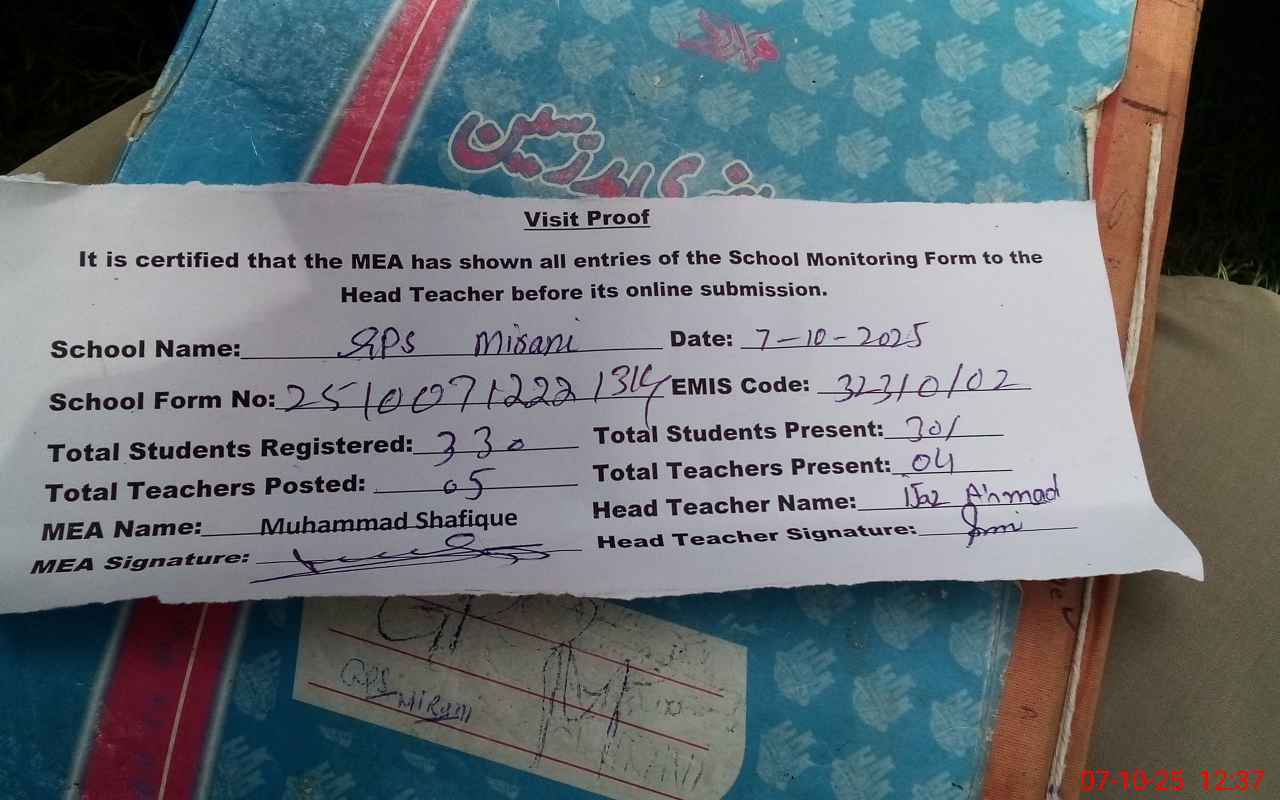 Visit Proof
It is certified that the MEA has shown all entries of the School Monitoring Form to the
Head Teacher before its online submission.
School Name: GPS Mirani Date: 7-10-2025
School Form No: 25100712221314 EMIS Code: 32310102
Total Students Registered: 330 Total Students Present: 301
Total Teachers Posted: 05 Total Teachers Present: 04
MEA Name: Muhammad Shafique Head Teacher Name: Ijaz Ahmad
MEA Signature: Head Teacher Signature:
GPS
MIRANI
07-10-25 12:37